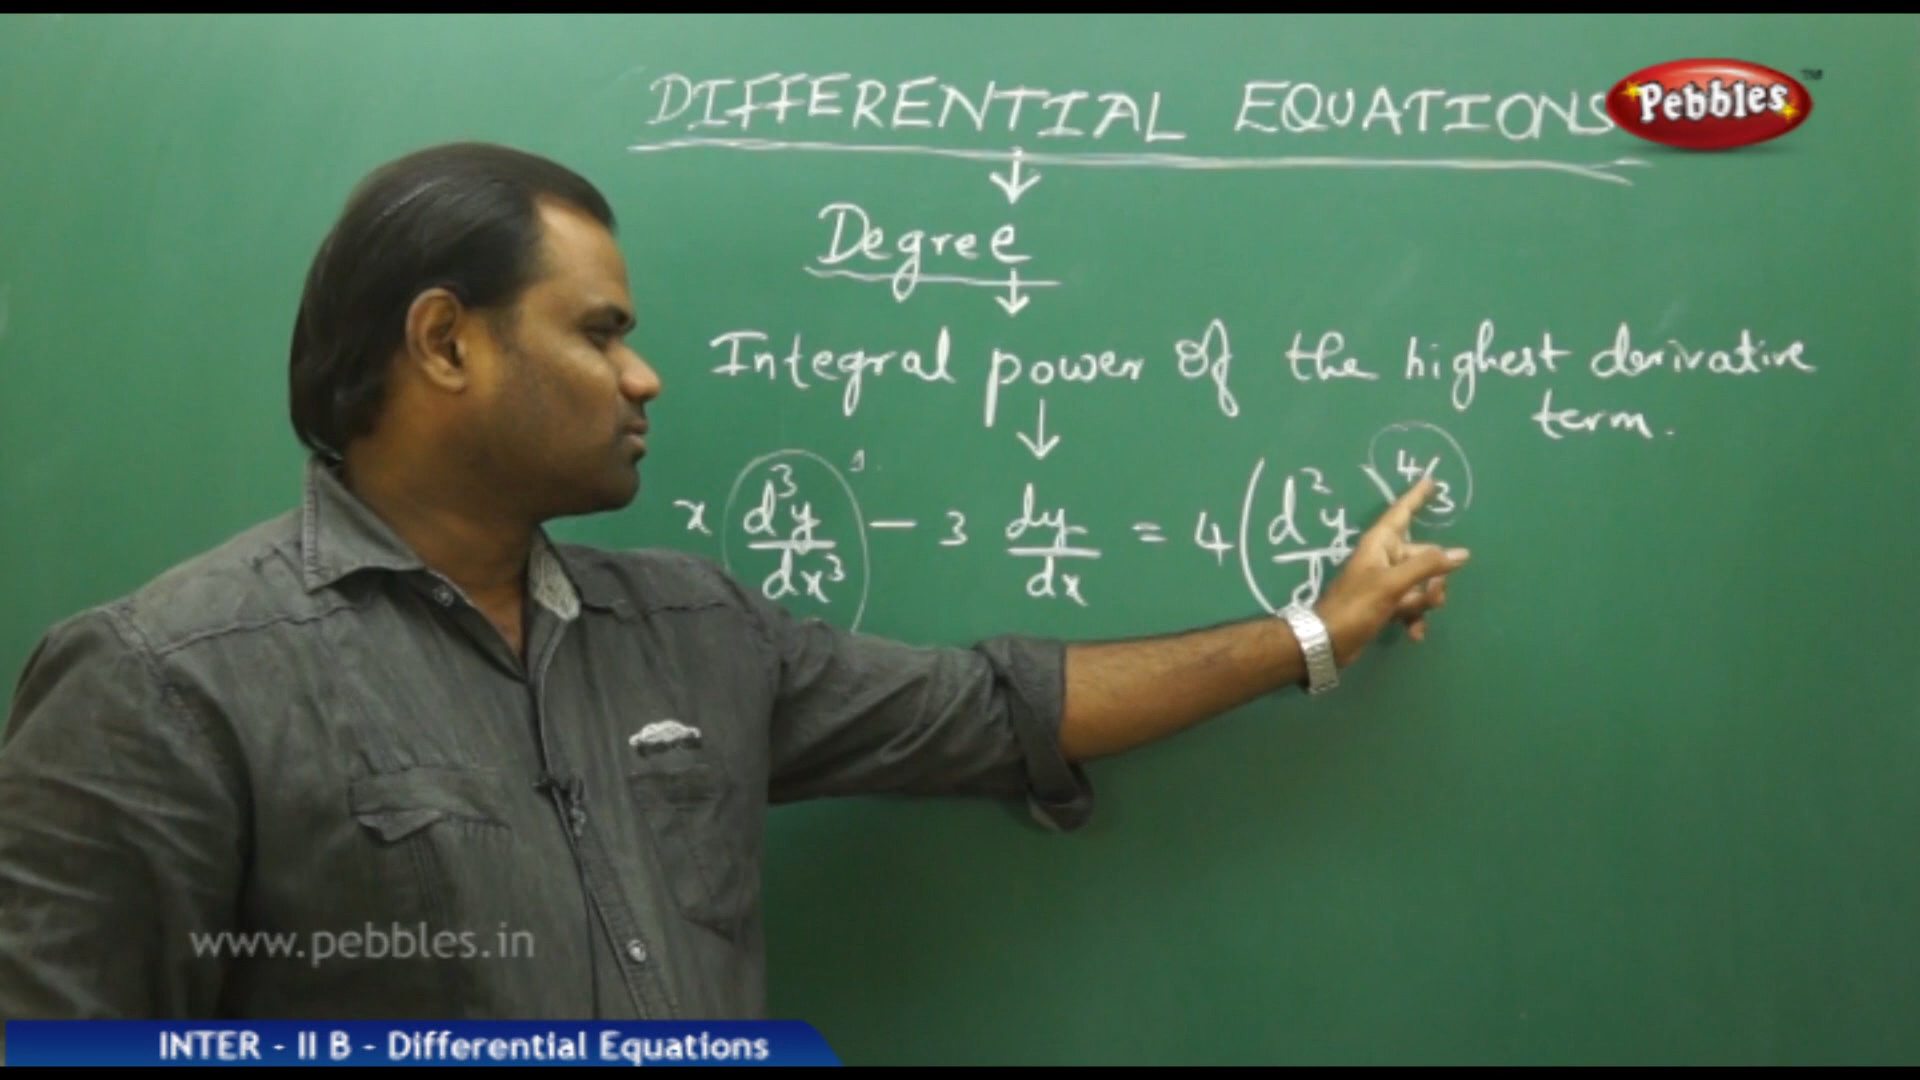 DIFFERENTIAL EQUATIONS
Pebbles™
Degree
Integral power of the highest derivative
term.
x d³y/dx³ - 3 dy/dx = 4 (d²y/d )^4/3
www.pebbles.in
INTER - II B - Differential Equations